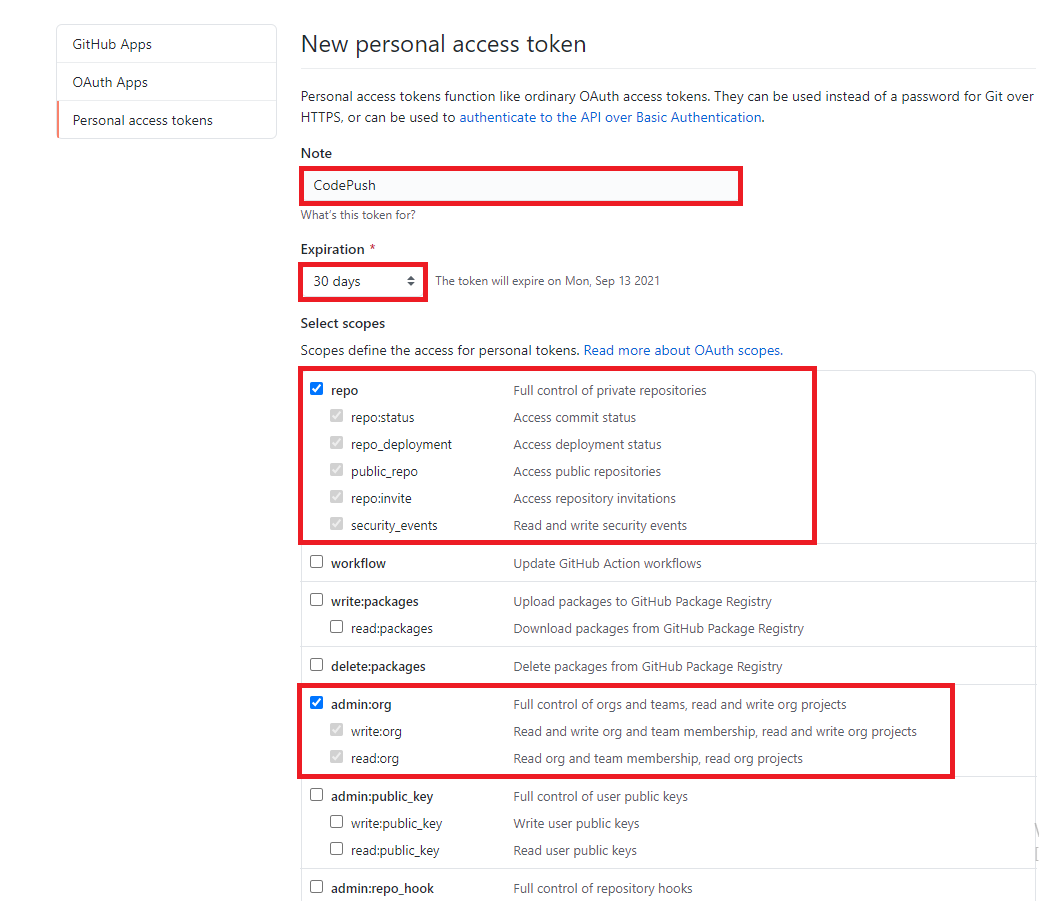 GitHub Apps
OAuth Apps
Personal access tokens
New personal access token
Personal access tokens function like ordinary OAuth access tokens. They can be used instead of a password for Git over
HTTPS, or can be used to authenticate to the API over Basic Authentication.
Note
CodePush
What's this token for?
Expiration *
30 days The token will expire on Mon, Sep 13 2021
Select scopes
Scopes define the access for personal tokens. Read more about OAuth scopes.
repo Full control of private repositories
repo:status Access commit status
repo_deployment Access deployment status
public_repo Access public repositories
repo:invite Access repository invitations
security_events Read and write security events
workflow Update GitHub Action workflows
write:packages Upload packages to GitHub Package Registry
read:packages Download packages from GitHub Package Registry
delete:packages Delete packages from GitHub Package Registry
admin:org Full control of orgs and teams, read and write org projects
write:org Read and write org and team membership, read and write org projects
read:org Read org and team membership, read org projects
admin:public_key Full control of user public keys
write:public_key Write user public keys
read:public_key Read user public keys
admin:repo_hook Full control of repository hooks